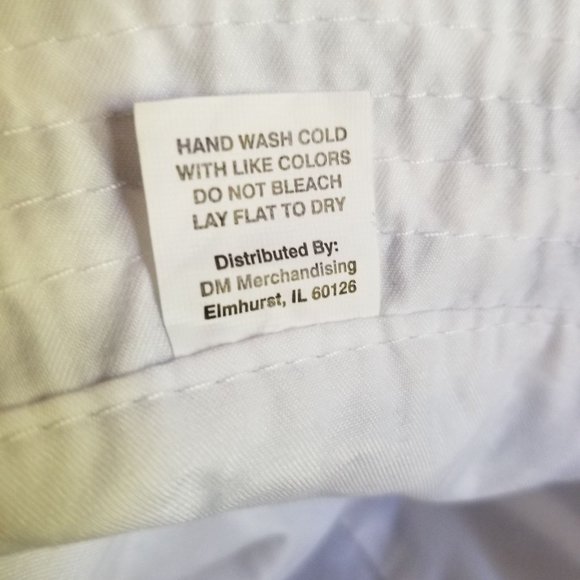 HAND WASH COLD
WITH LIKE COLORS
DO NOT BLEACH
LAY FLAT TO DRY
Distributed By:
DM Merchandising
Elmhurst, IL 60126